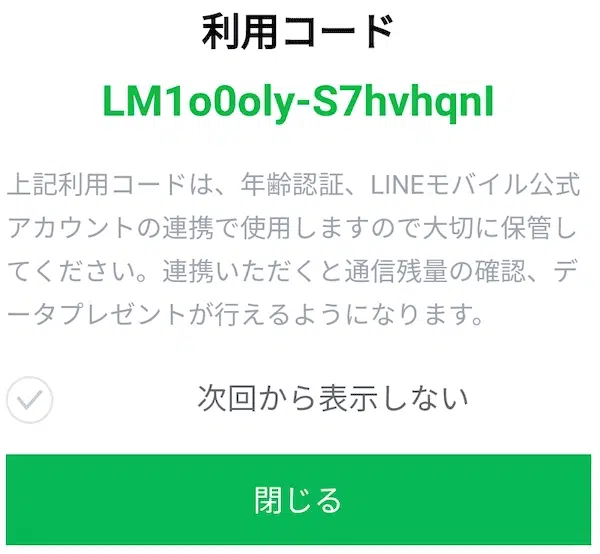 利用コード
LM1o0oly-S7hvhqnI
上記利用コードは、年齢認証、LINEモバイル公式
アカウントの連携で使用しますので大切に保管し
てください。連携いただくと通信残量の確認、デ
ータプレゼントが行えるようになります。
次回から表示しない
閉じる